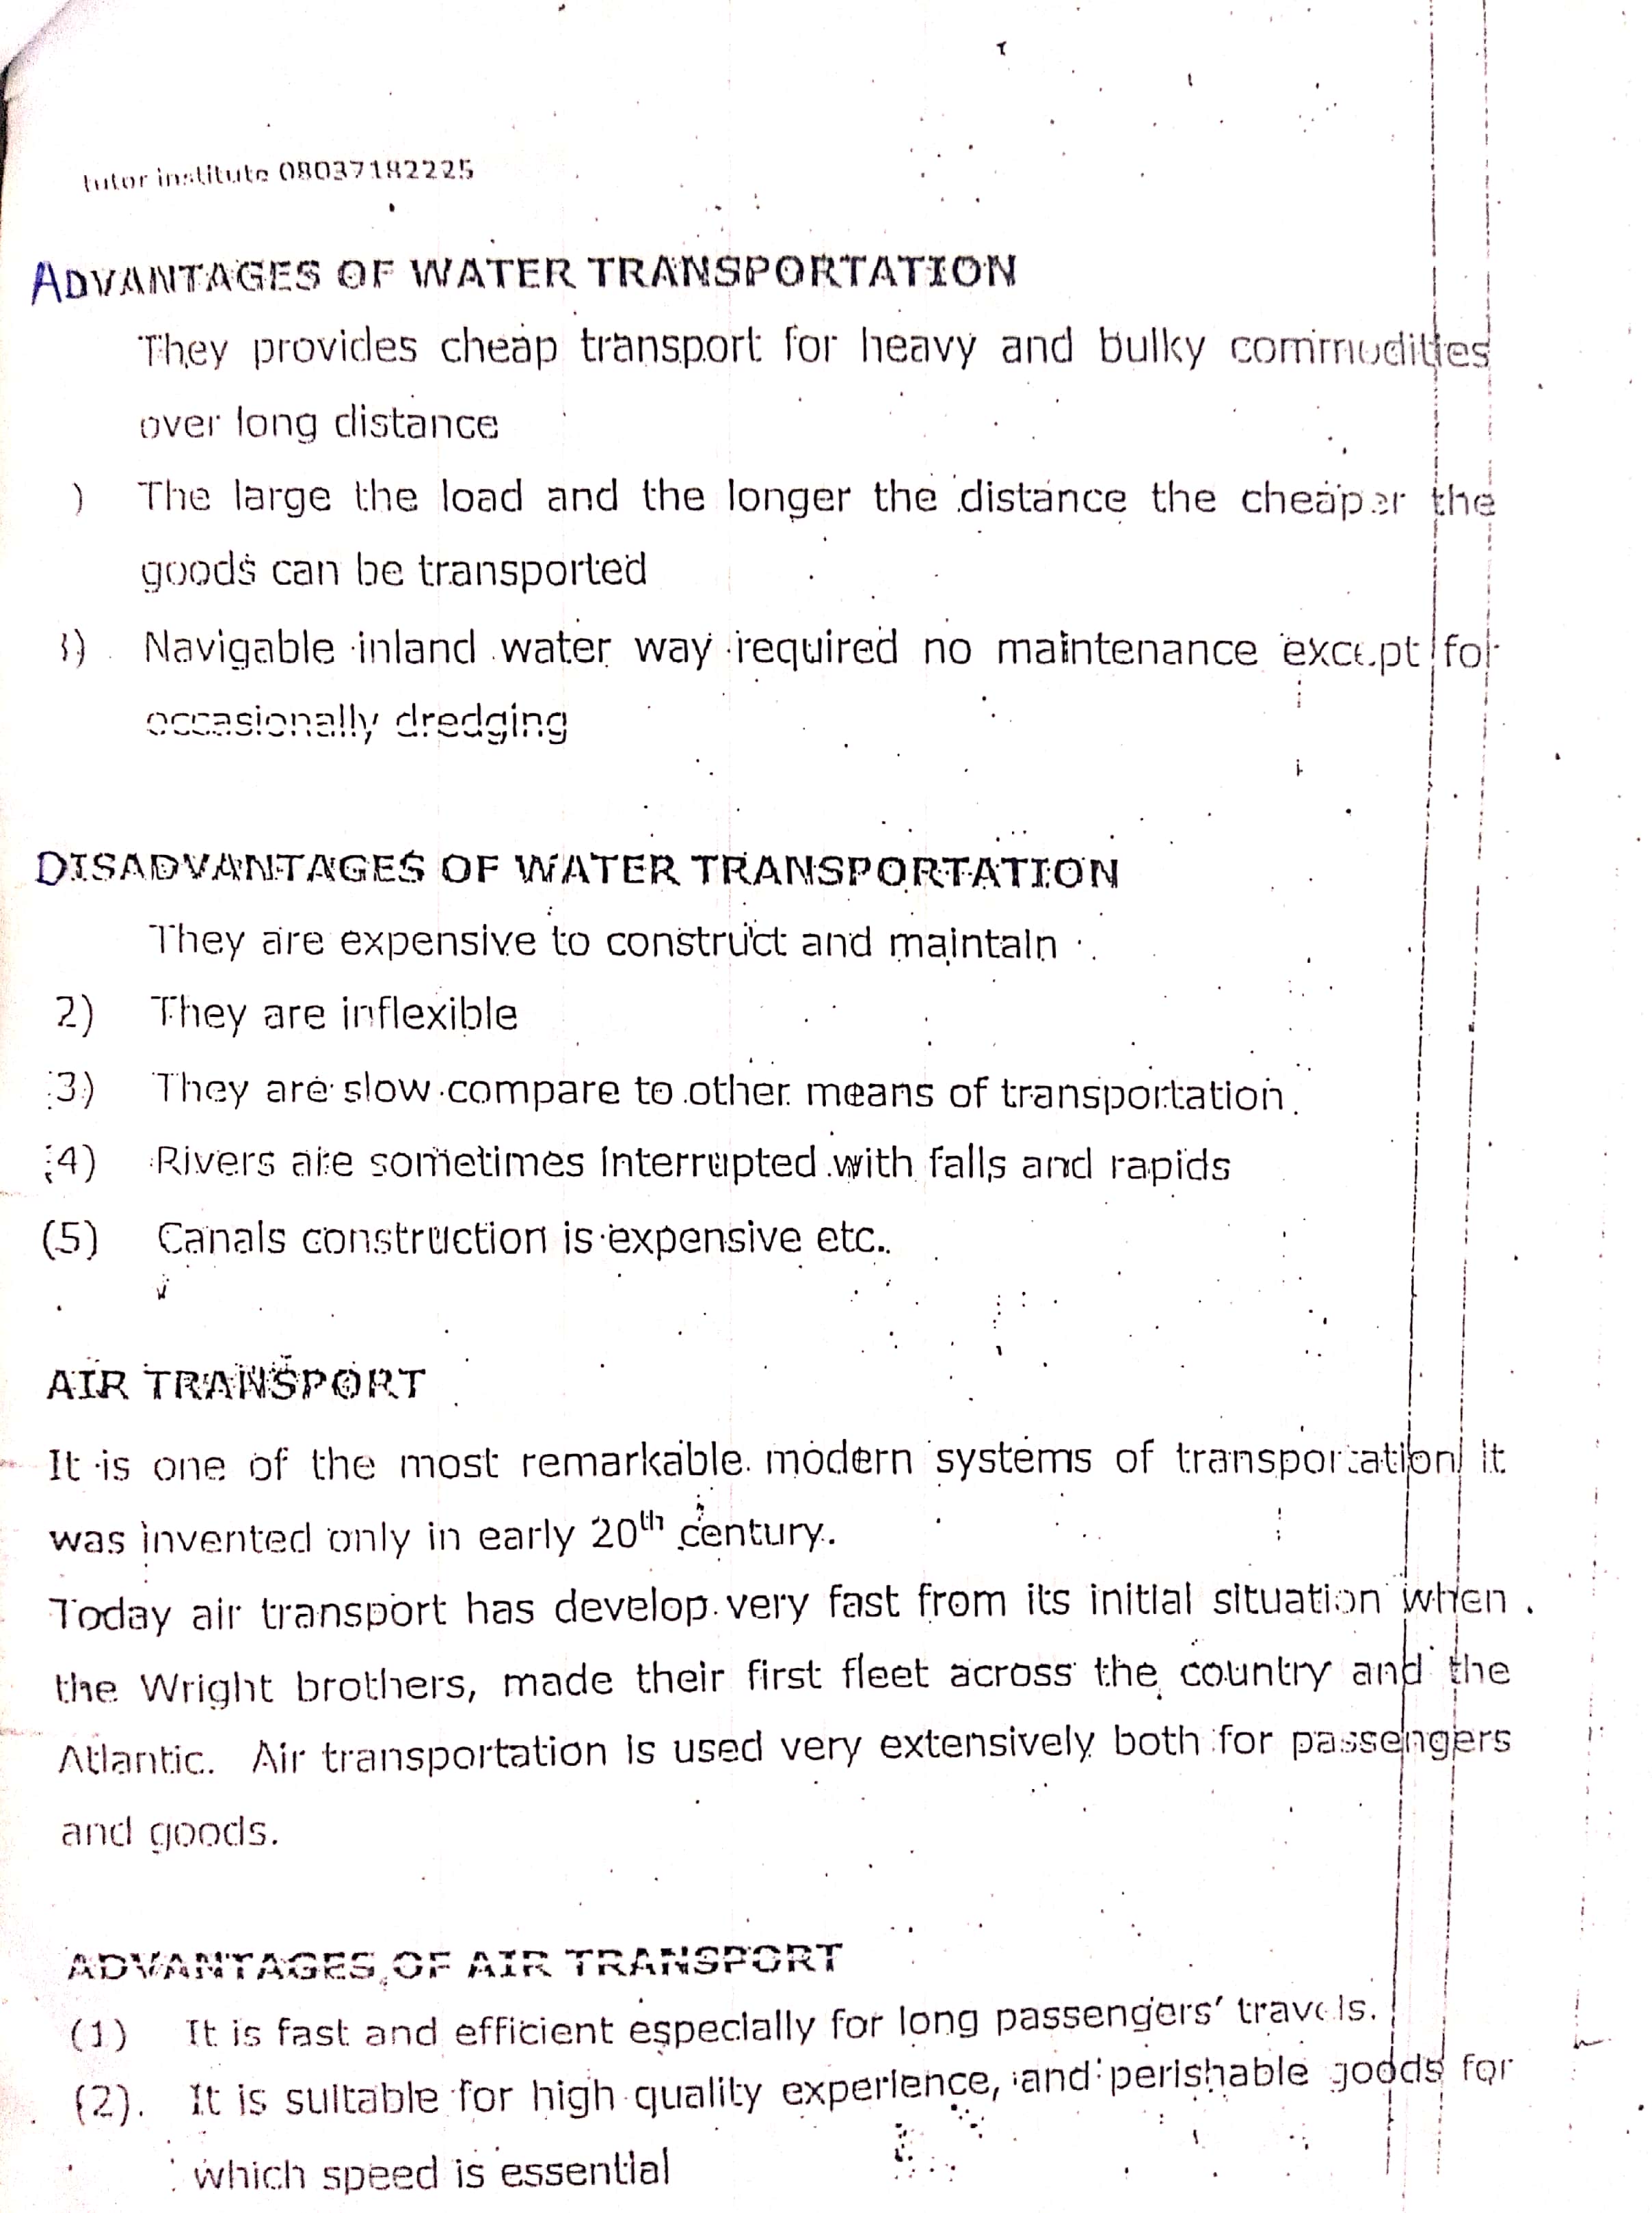 tutor institute 08037182225
ADVANTAGES OF WATER TRANSPORTATION
They provides cheap transport for heavy and bulky commodities
over long distance
) The large the load and the longer the distance the cheaper the
goods can be transported
3) Navigable inland water way required no maintenance except for
occasionally dredging
DISADVANTAGES OF WATER TRANSPORTATION
They are expensive to construct and maintain
2) They are inflexible
3) They are slow compare to other means of transportation.
4) Rivers are sometimes interrupted with falls and rapids
(5) Canals construction is expensive etc..
AIR TRANSPORT
It is one of the most remarkable modern systems of transportation it
was invented only in early 20th century.
Today air transport has develop very fast from its initial situation when
the Wright brothers, made their first fleet across the country and the
Atlantic. Air transportation is used very extensively both for passengers
and goods.
ADVANTAGES OF AIR TRANSPORT
(1) It is fast and efficient especially for long passengers' travels.
(2). It is suitable for high quality experience, and perishable goods for
which speed is essential